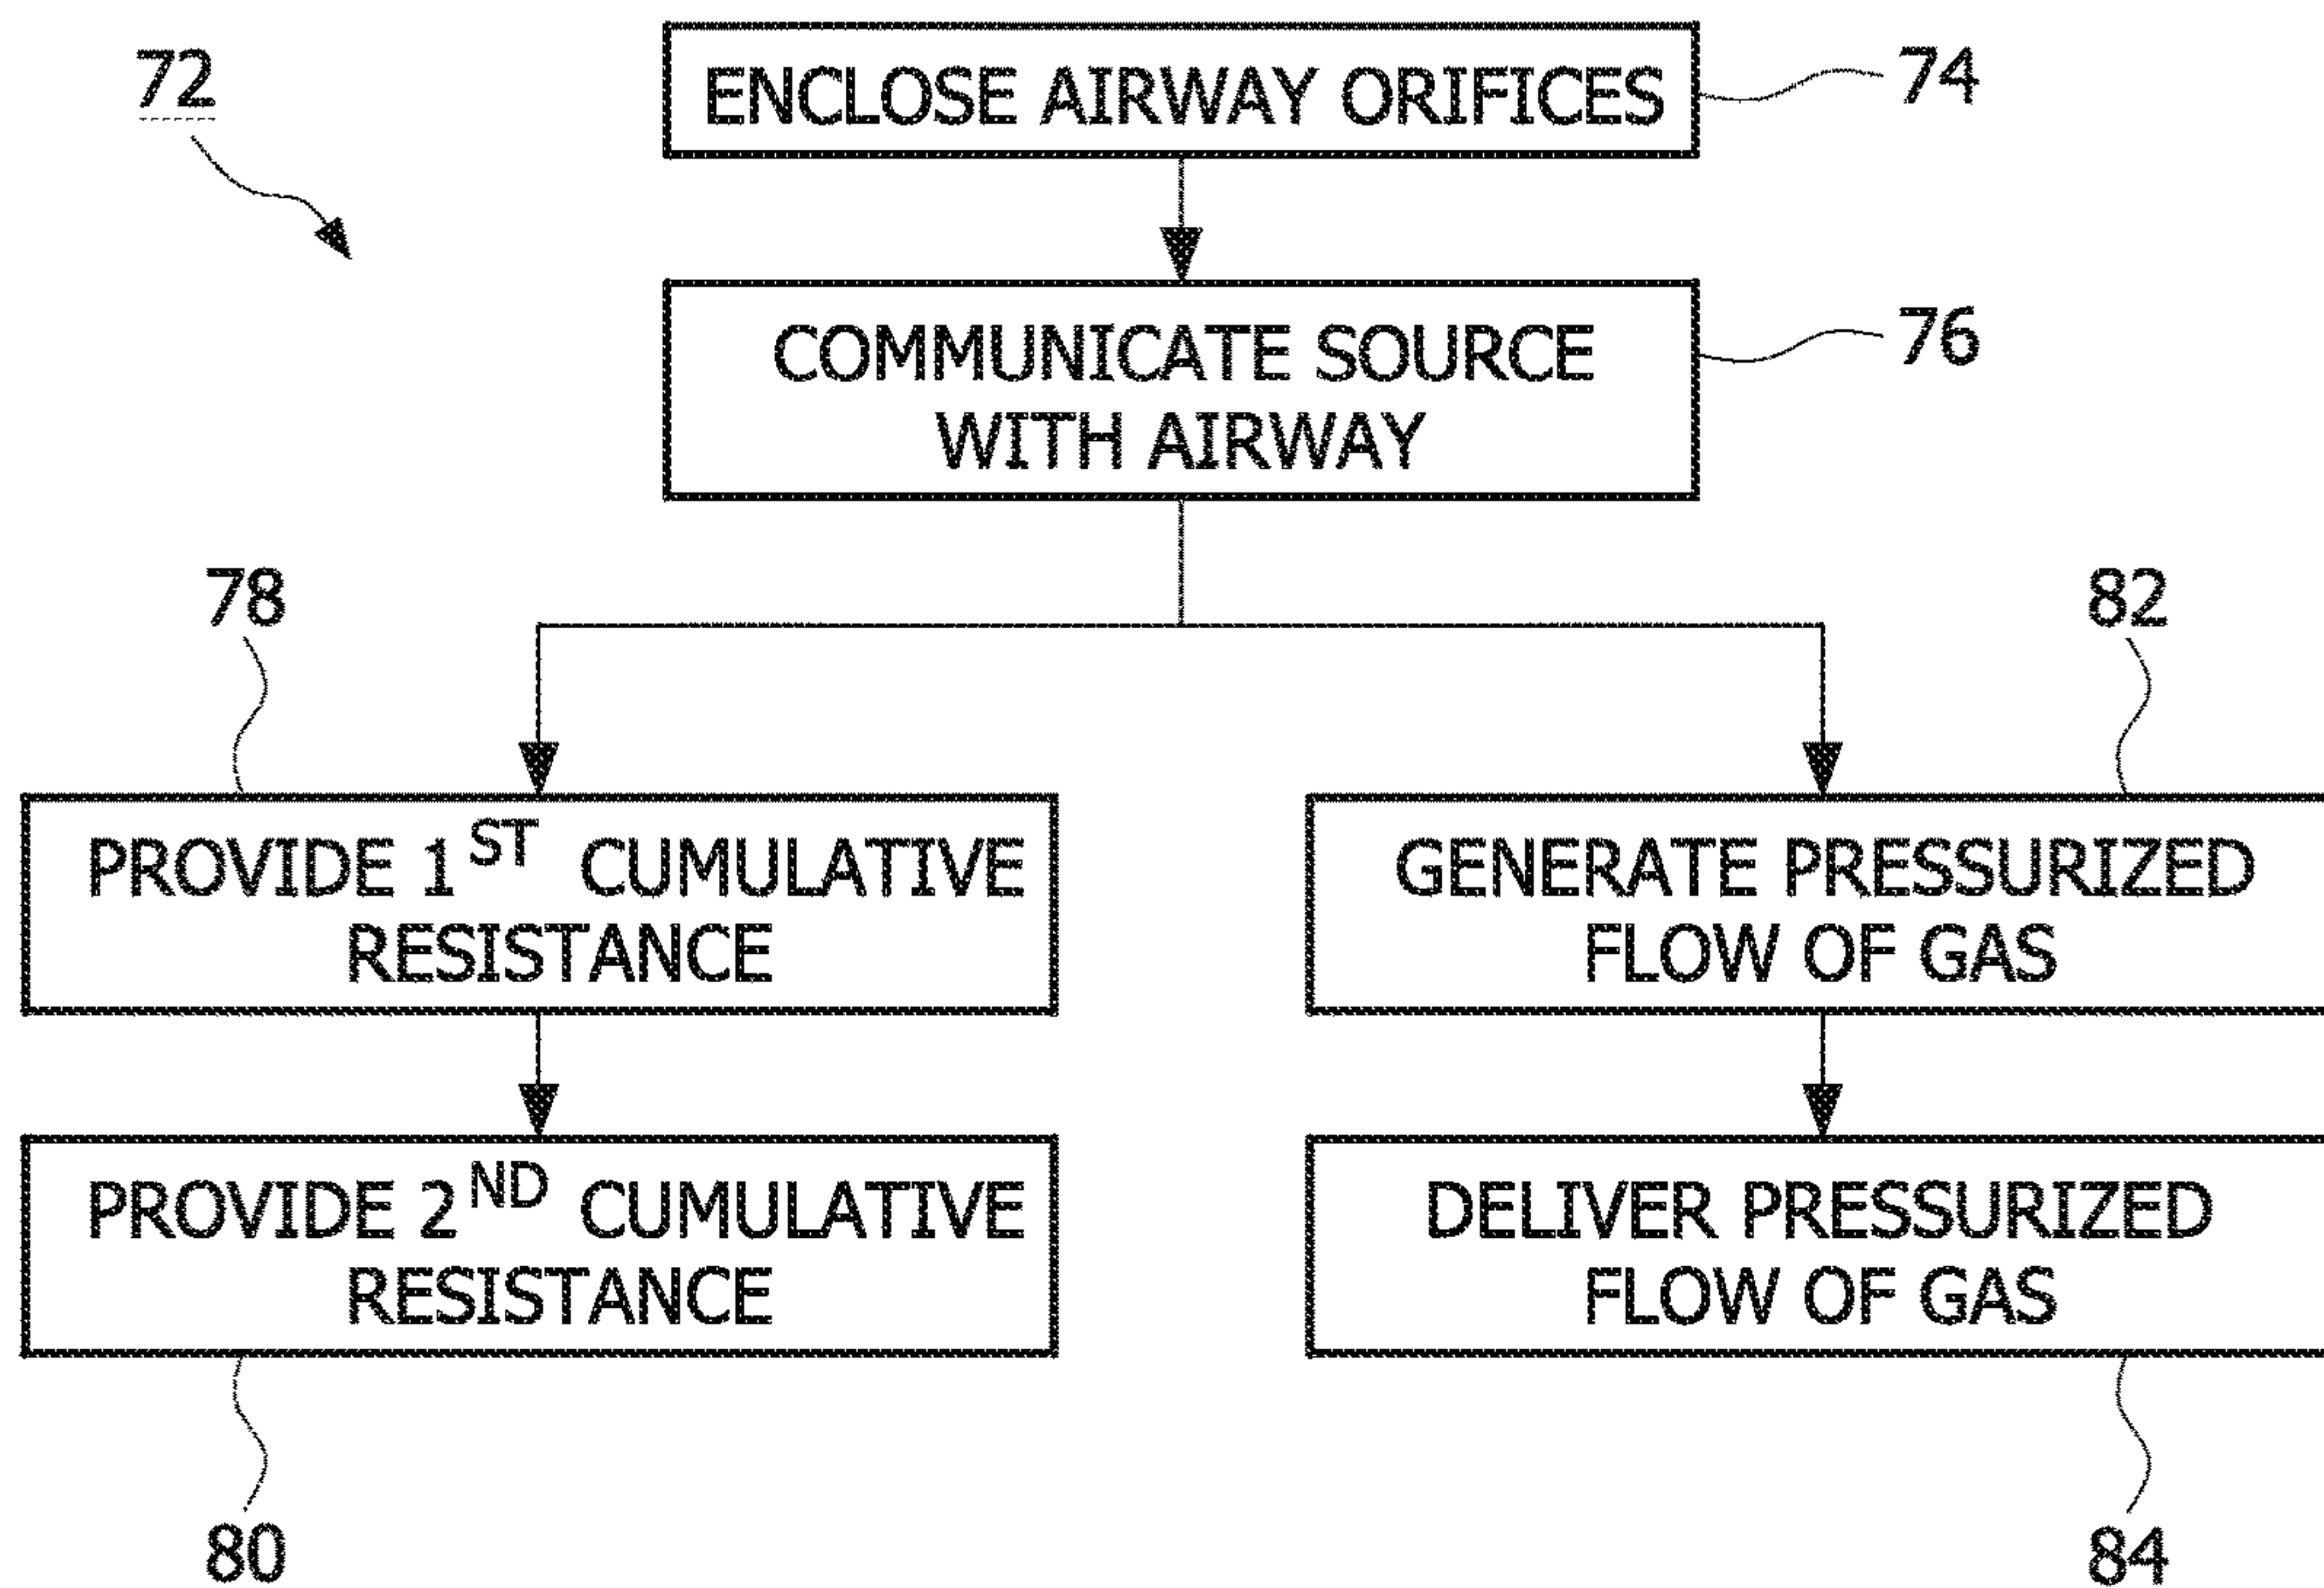 72
ENCLOSE AIRWAY ORIFICES
74
COMMUNICATE SOURCE
WITH AIRWAY
76
78
82
PROVIDE 1ST CUMULATIVE
RESISTANCE
GENERATE PRESSURIZED
FLOW OF GAS
PROVIDE 2ND CUMULATIVE
RESISTANCE
DELIVER PRESSURIZED
FLOW OF GAS
80
84